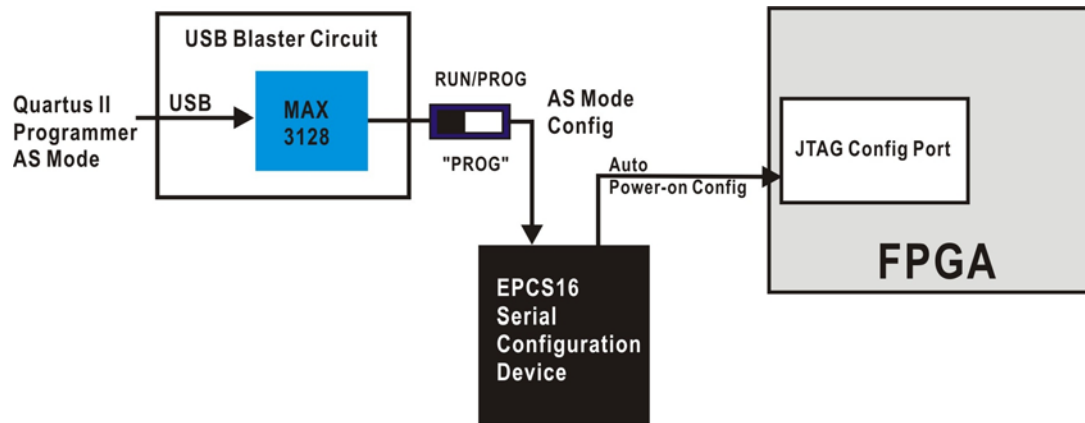 USB Blaster Circuit
Quartus II
Programmer
AS Mode
USB
MAX
3128
RUN/PROG
"PROG"
AS Mode
Config
Auto
Power-on Config
JTAG Config Port
FPGA
EPCS16
Serial
Configuration
Device